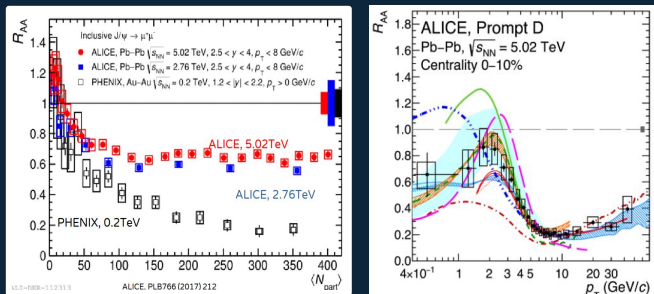 R_AA
Inclusive J/ψ → μ⁺μ⁻
ALICE, Pb-Pb √s_NN = 5.02 TeV, 2.5 < y < 4, p_T < 8 GeV/c
ALICE, Pb-Pb √s_NN = 2.76 TeV, 2.5 < y < 4, p_T < 8 GeV/c
PHENIX, Au-Au √s_NN = 0.2 TeV, 1.2 < |y| < 2.2, p_T > 0 GeV/c
1.4
1.2
1
0.8
0.6
0.4
0.2
0
ALICE, 5.02TeV
ALICE, 2.76TeV
PHENIX, 0.2TeV
0 50 100 150 200 250 300 350 400
⟨N_part⟩
ALICE, PLB766 (2017) 212
R_AA
ALICE, Prompt D
Pb–Pb, √s_NN = 5.02 TeV
Centrality 0–10%
1.8
1.6
1.4
1.2
1.0
0.8
0.6
0.4
0.2
0.0
4×10⁻¹ 1 2 3 4 5 10 20 30
p_T (GeV/c)